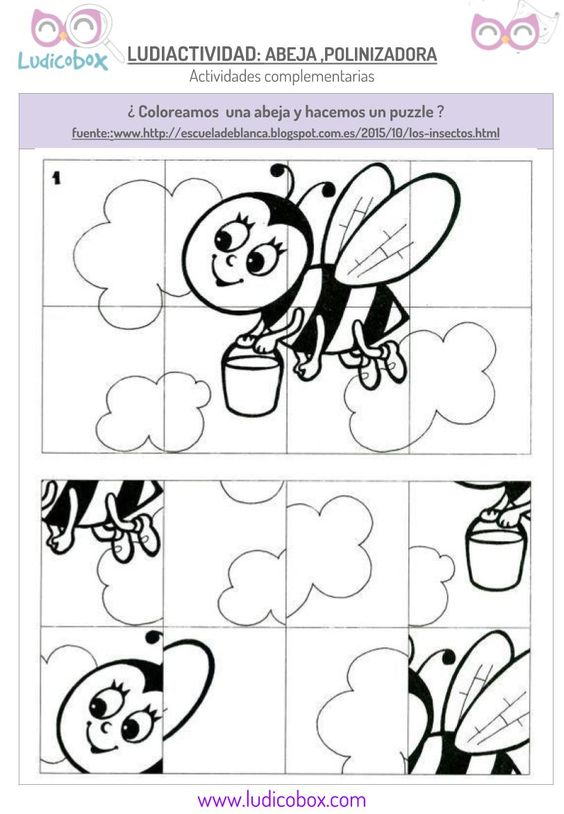 Ludicobox
LUDIACTIVIDAD: ABEJA ,POLINIZADORA
Actividades complementarias
¿ Coloreamos una abeja y hacemos un puzzle ?
fuente:;www.http://escueladeblanca.blogspot.com.es/2015/10/los-insectos.html
1
www.ludicobox.com